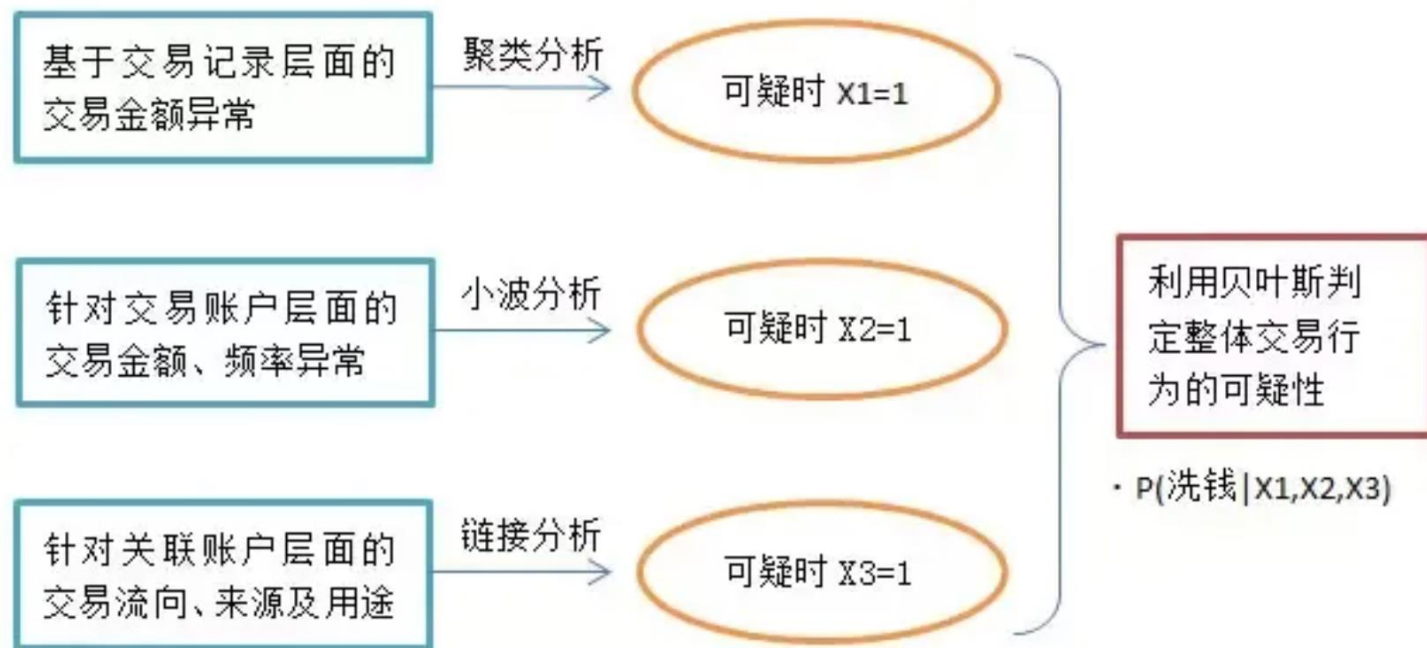 基于交易记录层面的
交易金额异常
聚类分析
可疑时 X1=1
针对交易账户层面的
交易金额、频率异常
小波分析
可疑时 X2=1
针对关联账户层面的
交易流向、来源及用途
链接分析
可疑时 X3=1
利用贝叶斯判
定整体交易行
为的可疑性
· P(洗钱|X1,X2,X3)